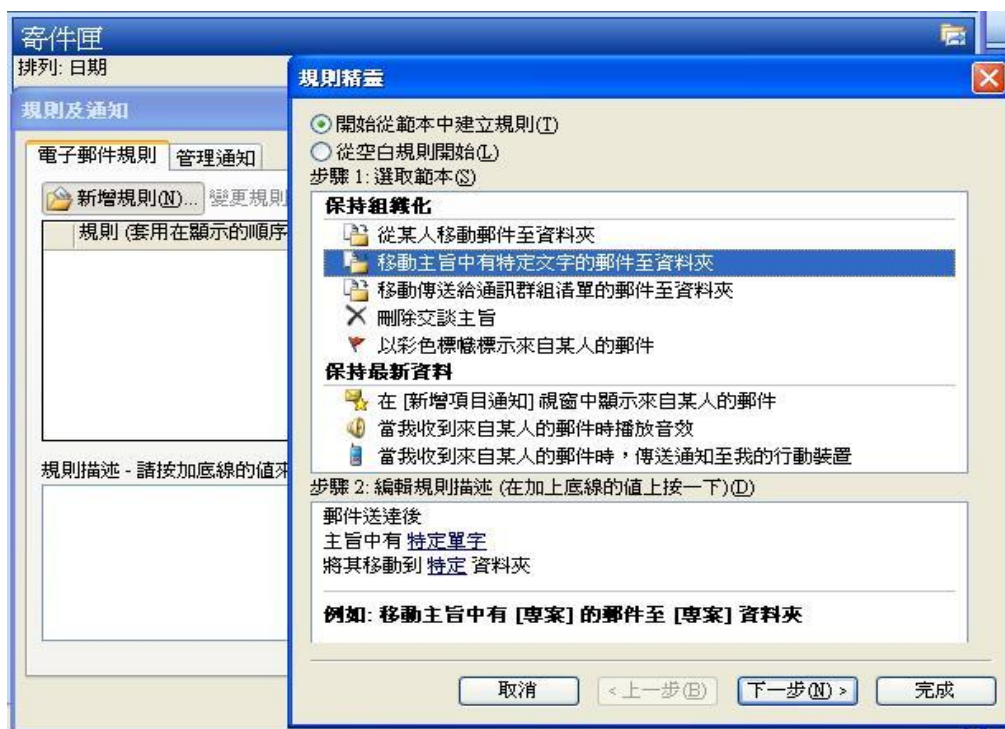 寄件匣
排列: 日期
規則及通知
電子郵件規則 管理通知
新增規則(N)... 變更規則
規則 (套用在顯示的順序
規則描述 - 請按加底線的值來
規則精靈
開始從範本中建立規則(T)
從空白規則開始(L)
步驟 1: 選取範本(S)
保持組織化
從某人移動郵件至資料夾
移動主旨中有特定文字的郵件至資料夾
移動傳送給通訊群組清單的郵件至資料夾
刪除交談主旨
以彩色標幟標示來自某人的郵件
保持最新資料
在 [新增項目通知] 視窗中顯示來自某人的郵件
當我收到來自某人的郵件時播放音效
當我收到來自某人的郵件時，傳送通知至我的行動裝置
步驟 2: 編輯規則描述 (在加上底線的值上按一下)(D)
郵件送達後
主旨中有 特定單字
將其移動到 特定 資料夾
例如: 移動主旨中有 [專案] 的郵件至 [專案] 資料夾
取消 <上一步(B) 下一步(N) > 完成